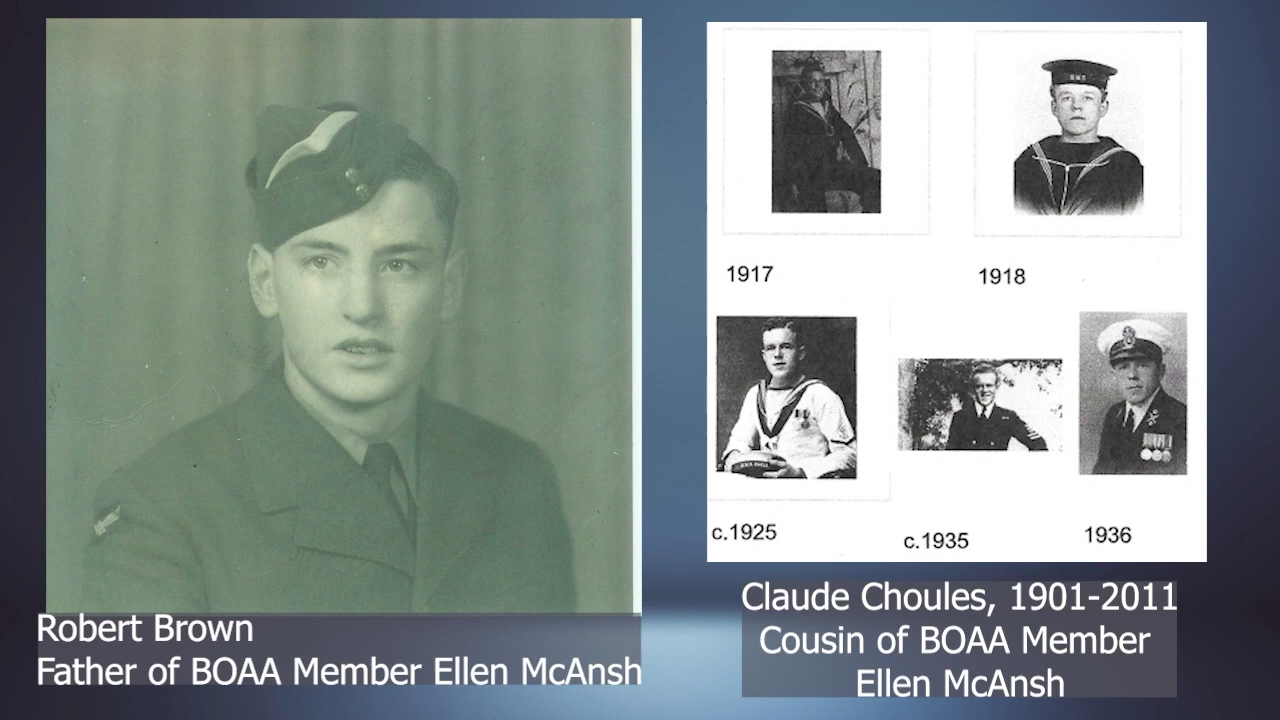 1917
1918
c.1925
c.1935
1936
Robert Brown
Father of BOAA Member Ellen McAnsh
Claude Choules, 1901-2011
Cousin of BOAA Member
Ellen McAnsh